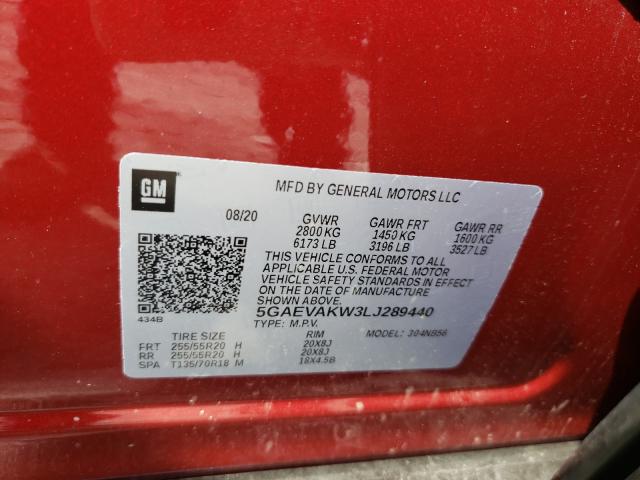 GM
MFD BY GENERAL MOTORS LLC
08/20 GVWR GAWR FRT GAWR RR
2800 KG 1450 KG 1600 KG
6173 LB 3196 LB 3527 LB
THIS VEHICLE CONFORMS TO ALL
APPLICABLE U.S. FEDERAL MOTOR
VEHICLE SAFETY STANDARDS IN EFFECT
ON THE DATE OF MANUFACTURE
SHOWN ABOVE.
5GAEVAKW3LJ289440
434B TYPE: M.P.V. MODEL: 304NB56
TIRE SIZE RIM
FRT 255/55R20 H 20X8J
RR 255/55R20 H 20X8J
SPA T135/70R18 M 18X4.5B